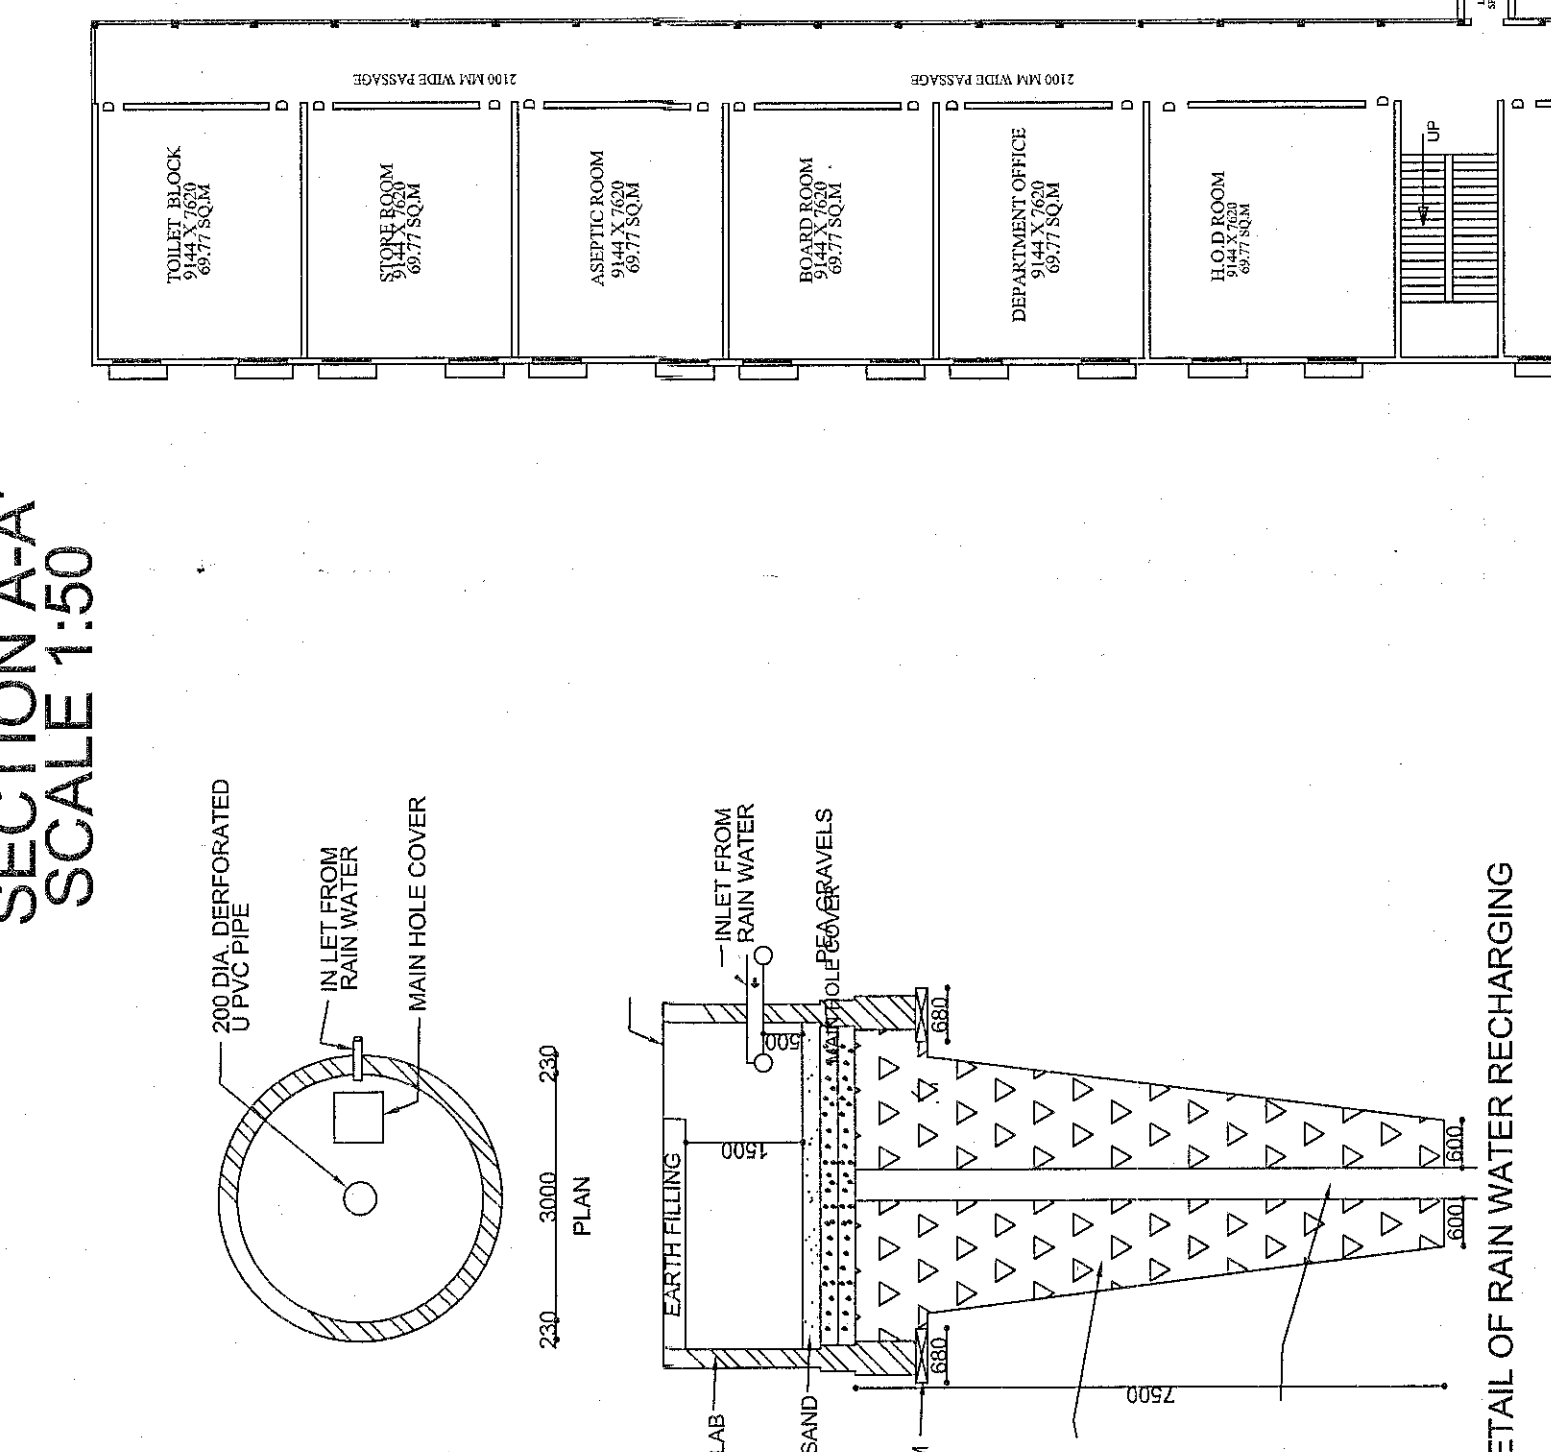 SECTION A-A'
SCALE 1:50
2100 MM WIDE PASSAGE
2100 MM WIDE PASSAGE
D
D
D
D
D
D
D
D
D
D
D
D
D
TOILET BLOCK
9144 X 7620
69.77 SQ.M
STORE ROOM
9144 X 7620
69.77 SQ.M
ASEPTIC ROOM
9144 X 7620
69.77 SQ.M
BOARD ROOM
9144 X 7620
69.77 SQ.M
DEPARTMENT OFFICE
9144 X 7620
69.77 SQ.M
H.O.D ROOM
9144 X 7620
69.77 SQ.M
UP
200 DIA. DERFORATED
U PVC PIPE
IN LET FROM
RAIN WATER
MAIN HOLE COVER
230
3000
230
PLAN
INLET FROM
RAIN WATER
PEA GRAVELS
MAIN HOLE COVER
EARTH FILLING
1500
500
680
680
600
600
7500
LAB
SAND
ETAIL OF RAIN WATER RECHARGING